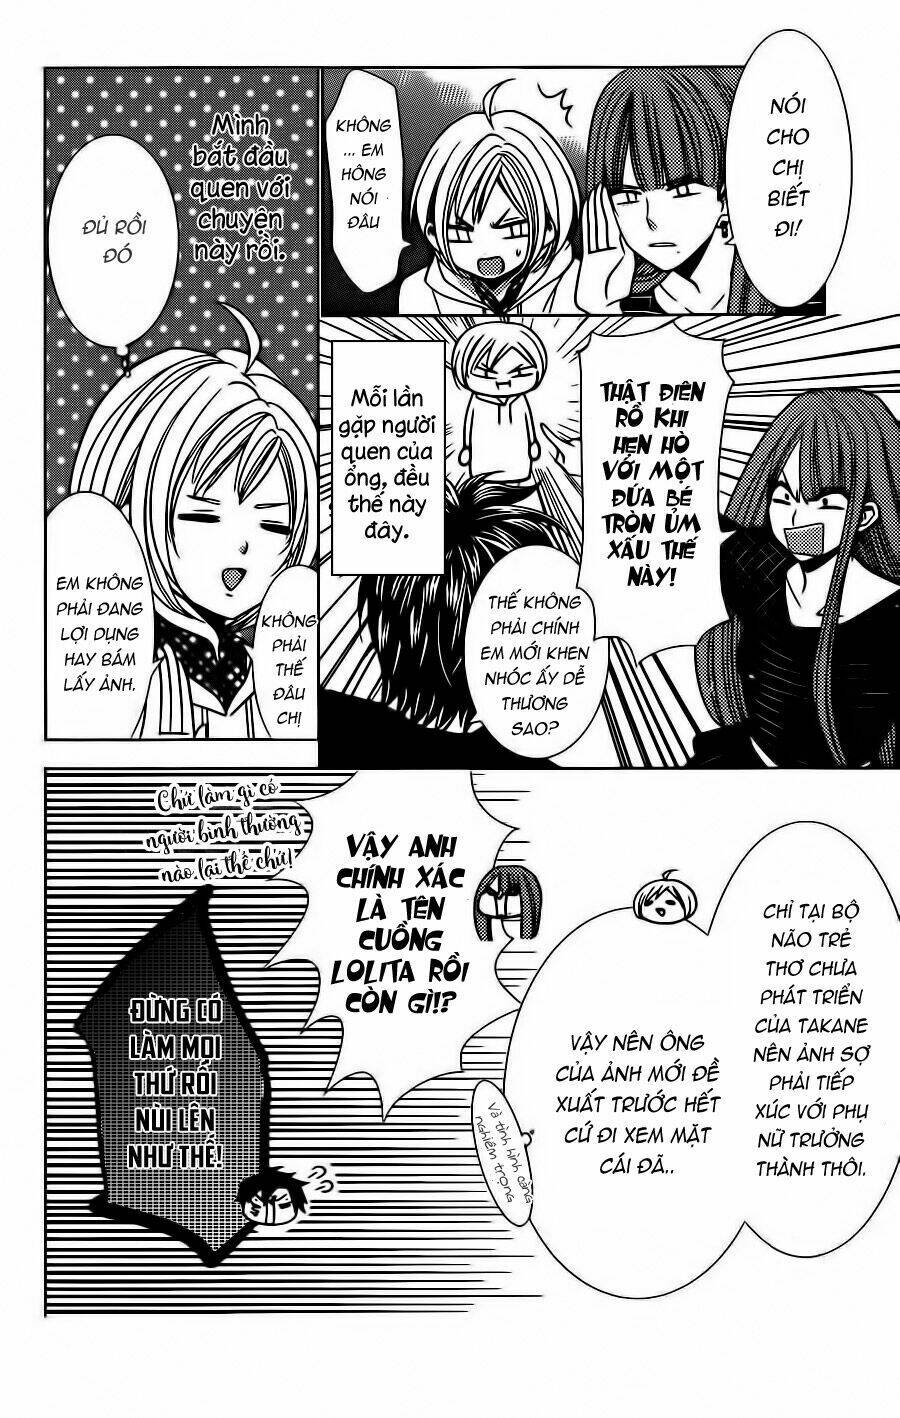 NÓI
CHO
CHỊ
BIẾT
ĐI!
KHÔNG
... EM
HÔNG
NÓI
ĐÂU
Mình
bắt đầu
quen với
chuyện
này rồi.
ĐỦ RỒI
ĐÓ
THẬT ĐIÊN
RỒ KHI
HẸN HÒ
VỚI MỘT
ĐỨA BÉ
TRÒN ỦM
XẤU THẾ
NÀY!
Mỗi lần
gặp người
quen của
ổng, đều
thế này
đây.
THẾ KHÔNG
PHẢI CHÍNH
EM MỚI KHEN
NHÓC ẤY DỄ
THƯƠNG
SAO?
KHÔNG
PHẢI
THẾ
ĐÂU CHỊ
EM KHÔNG
PHẢI ĐANG
LỢI DỤNG
HAY BÁM
LẤY ẢNH.
CHỈ TẠI BỘ
NÃO TRẺ
THƠ CHƯA
PHÁT TRIỂN
CỦA TAKANE
NÊN ẢNH SỢ
PHẢI TIẾP
XÚC VỚI PHỤ
NỮ TRƯỞNG
THÀNH THÔI.
VẬY NÊN ÔNG
CỦA ẢNH MỚI ĐỀ
XUẤT TRƯỚC HẾT
CỨ ĐI XEM MẶT
CÁI ĐÃ..
Và tình hình càng
nghiêm trọng
VẬY ANH
CHÍNH XÁC
LÀ TÊN
CUỒNG
LOLITA RỒI
CÒN GÌ!?
Chứ làm gì có
người bình thường
nào lại thế chứ!
ĐỪNG CÓ
LÀM MỌI
THỨ RỐI
NÙI LÊN
NHƯ THẾ!